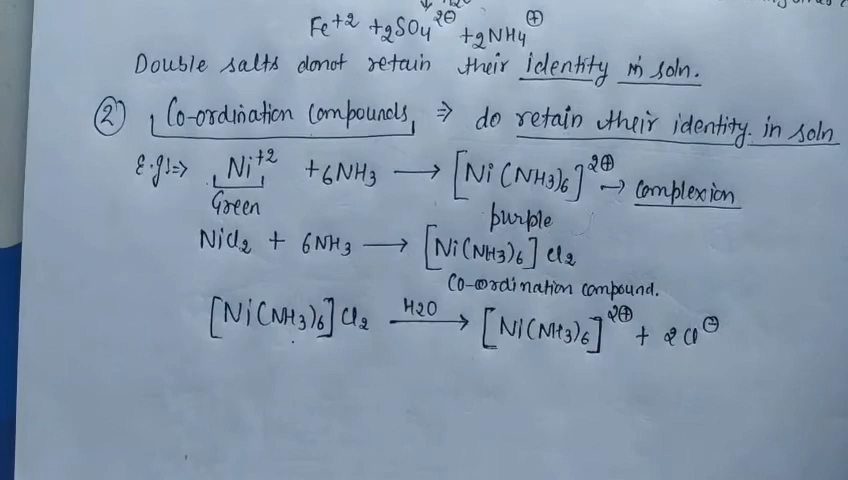 Fe+2 +2SO4 2⊖ +2NH4 ⊕
Double salts donot retain their identity in soln.
② Co-ordination compounds ⇒ do retain their identity. in soln
E.g!⇒ Ni+2 +6NH3 → [Ni(NH3)6]2⊕ → complexion
Green purple
NiCl2 + 6NH3 → [Ni(NH3)6]Cl2
Co-ordination compound.
[Ni(NH3)6]Cl2 H2O → [Ni(NH3)6]2⊕ + 2Cl⊖